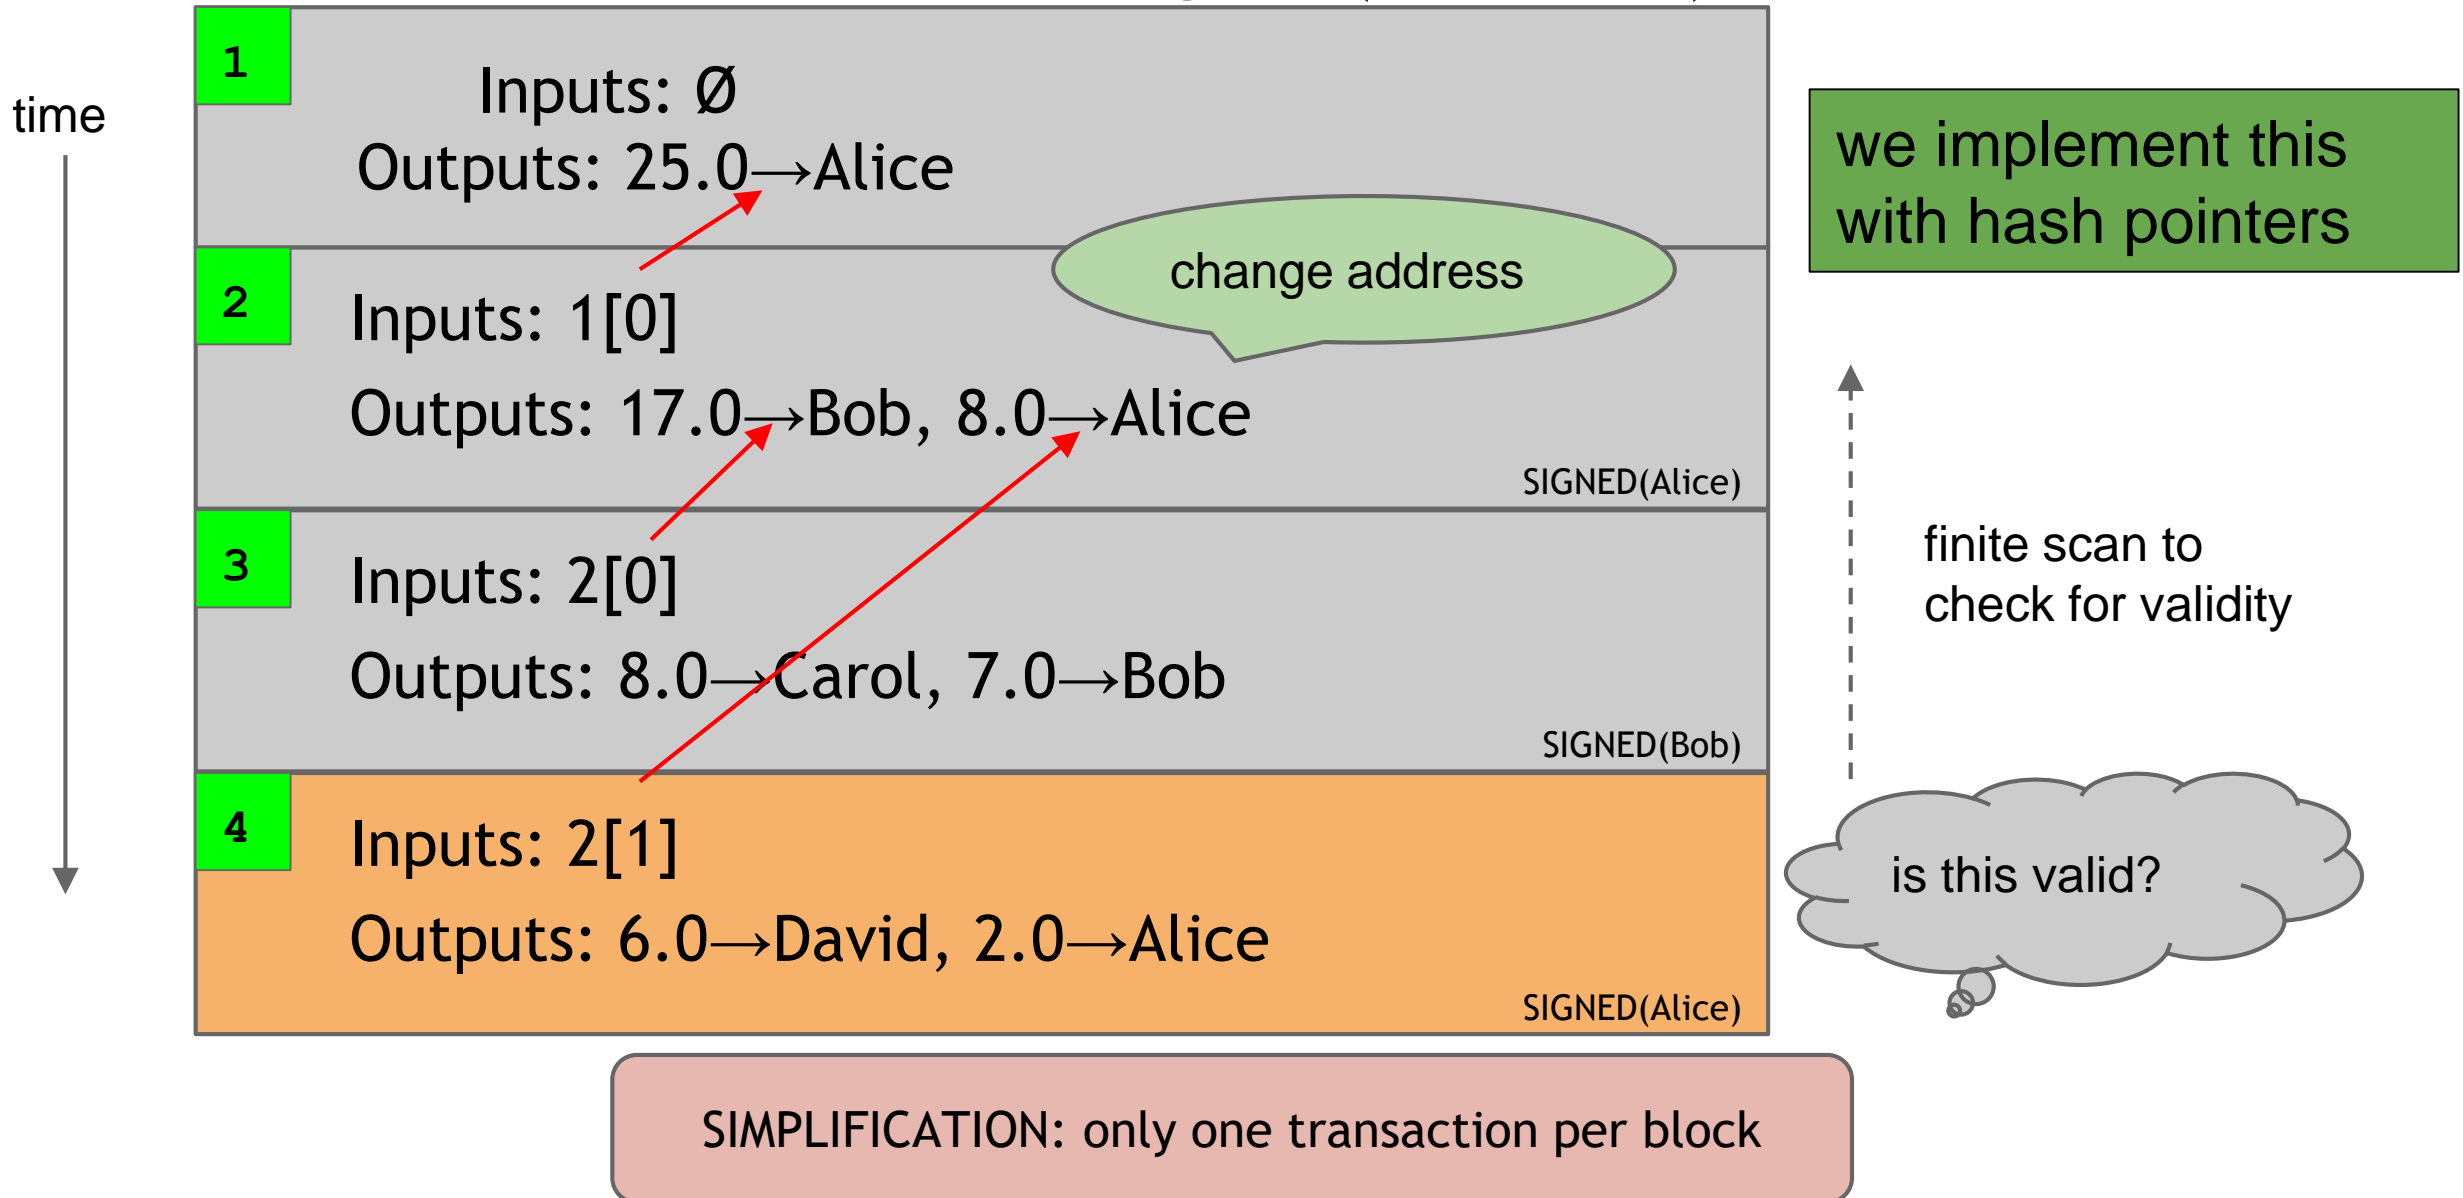 time
1
Inputs: Ø
Outputs: 25.0→Alice
we implement this
with hash pointers
change address
2
Inputs: 1[0]
Outputs: 17.0→Bob, 8.0→Alice
SIGNED(Alice)
3
Inputs: 2[0]
Outputs: 8.0→Carol, 7.0→Bob
SIGNED(Bob)
finite scan to
check for validity
4
Inputs: 2[1]
Outputs: 6.0→David, 2.0→Alice
SIGNED(Alice)
is this valid?
SIMPLIFICATION: only one transaction per block